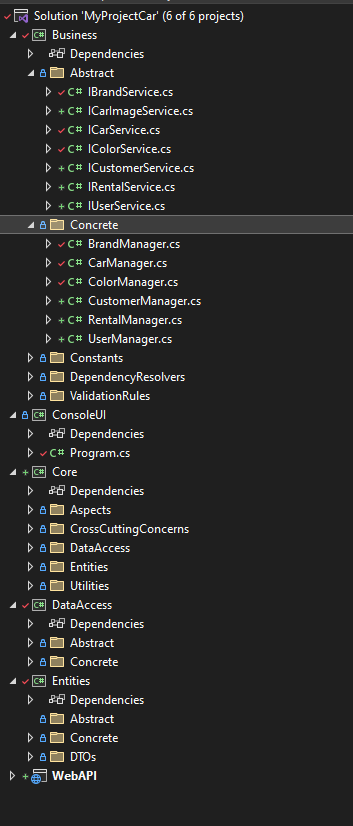 Solution 'MyProjectCar' (6 of 6 projects)
C# Business
Dependencies
Abstract
C# IBrandService.cs
C# ICarImageService.cs
C# ICarService.cs
C# IColorService.cs
C# ICustomerService.cs
C# IRentalService.cs
C# IUserService.cs
Concrete
C# BrandManager.cs
C# CarManager.cs
C# ColorManager.cs
C# CustomerManager.cs
C# RentalManager.cs
C# UserManager.cs
Constants
DependencyResolvers
ValidationRules
C# ConsoleUI
Dependencies
C# Program.cs
C# Core
Dependencies
Aspects
CrossCuttingConcerns
DataAccess
Entities
Utilities
C# DataAccess
Dependencies
Abstract
Concrete
C# Entities
Dependencies
Abstract
Concrete
DTOs
WebAPI